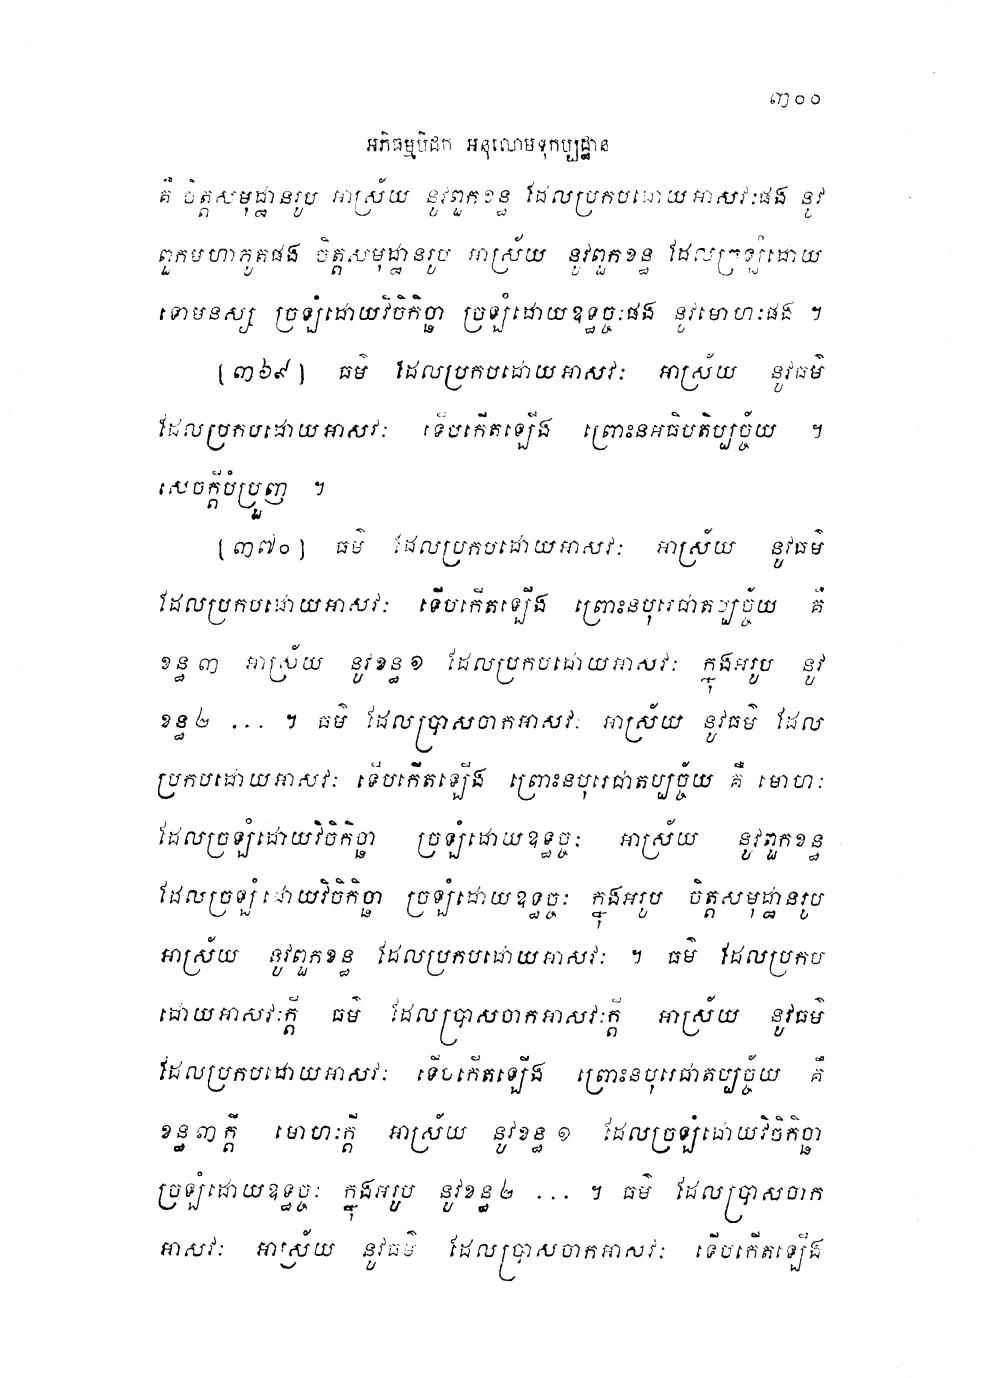 ៣០០
អភិធម្មបិដក អនុលោមទុកប្បដ្ឋាន
គឺ ចិត្តសមុដ្ឋានរូប អាស្រ័យ នូវពួកខន្ធ ដែលប្រកបដោយអាសវៈផង នូវ
ពួកមហាភូតផង ចិត្តសមុដ្ឋានរូប អាស្រ័យ នូវពួកខន្ធ ដែលច្រឡំដោយ
ទោមនស្ស ច្រឡំដោយវិចិកិច្ឆា ច្រឡំដោយឧទ្ធច្ចៈផង នូវមោហៈផង ។
[៣៦៩] ធម៌ ដែលប្រកបដោយអាសវៈ អាស្រ័យ នូវធម៌
ដែលប្រកបដោយអាសវៈ ទើបកើតឡើង ព្រោះនអធិបតិប្បច្ច័យ ។
សេចក្តីបំប្រួញ ។
[៣៧០] ធម៌ ដែលប្រកបដោយអាសវៈ អាស្រ័យ នូវធម៌
ដែលប្រកបដោយអាសវៈ ទើបកើតឡើង ព្រោះនបុរេជាតប្បច្ច័យ គឺ
ខន្ធ៣ អាស្រ័យ នូវខន្ធ១ ដែលប្រកបដោយអាសវៈ ក្នុងអរូប នូវ
ខន្ធ២ ... ។ ធម៌ ដែលប្រាសចាកអាសវៈ អាស្រ័យ នូវធម៌ ដែល
ប្រកបដោយអាសវៈ ទើបកើតឡើង ព្រោះនបុរេជាតប្បច្ច័យ គឺ មោហៈ
ដែលច្រឡំដោយវិចិកិច្ឆា ច្រឡំដោយឧទ្ធច្ចៈ អាស្រ័យ នូវពួកខន្ធ
ដែលច្រឡំដោយវិចិកិច្ឆា ច្រឡំដោយឧទ្ធច្ចៈ ក្នុងអរូប ចិត្តសមុដ្ឋានរូប
អាស្រ័យ នូវពួកខន្ធ ដែលប្រកបដោយអាសវៈ ។ ធម៌ ដែលប្រកប
ដោយអាសវៈក្តី ធម៌ ដែលប្រាសចាកអាសវៈក្តី អាស្រ័យ នូវធម៌
ដែលប្រកបដោយអាសវៈ ទើបកើតឡើង ព្រោះនបុរេជាតប្បច្ច័យ គឺ
ខន្ធ៣ក្តី មោហៈក្តី អាស្រ័យ នូវខន្ធ១ ដែលច្រឡំដោយវិចិកិច្ឆា
ច្រឡំដោយឧទ្ធច្ចៈ ក្នុងអរូប នូវខន្ធ២ ... ។ ធម៌ ដែលប្រាសចាក
អាសវៈ អាស្រ័យ នូវធម៌ ដែលប្រាសចាកអាសវៈ ទើបកើតឡើង